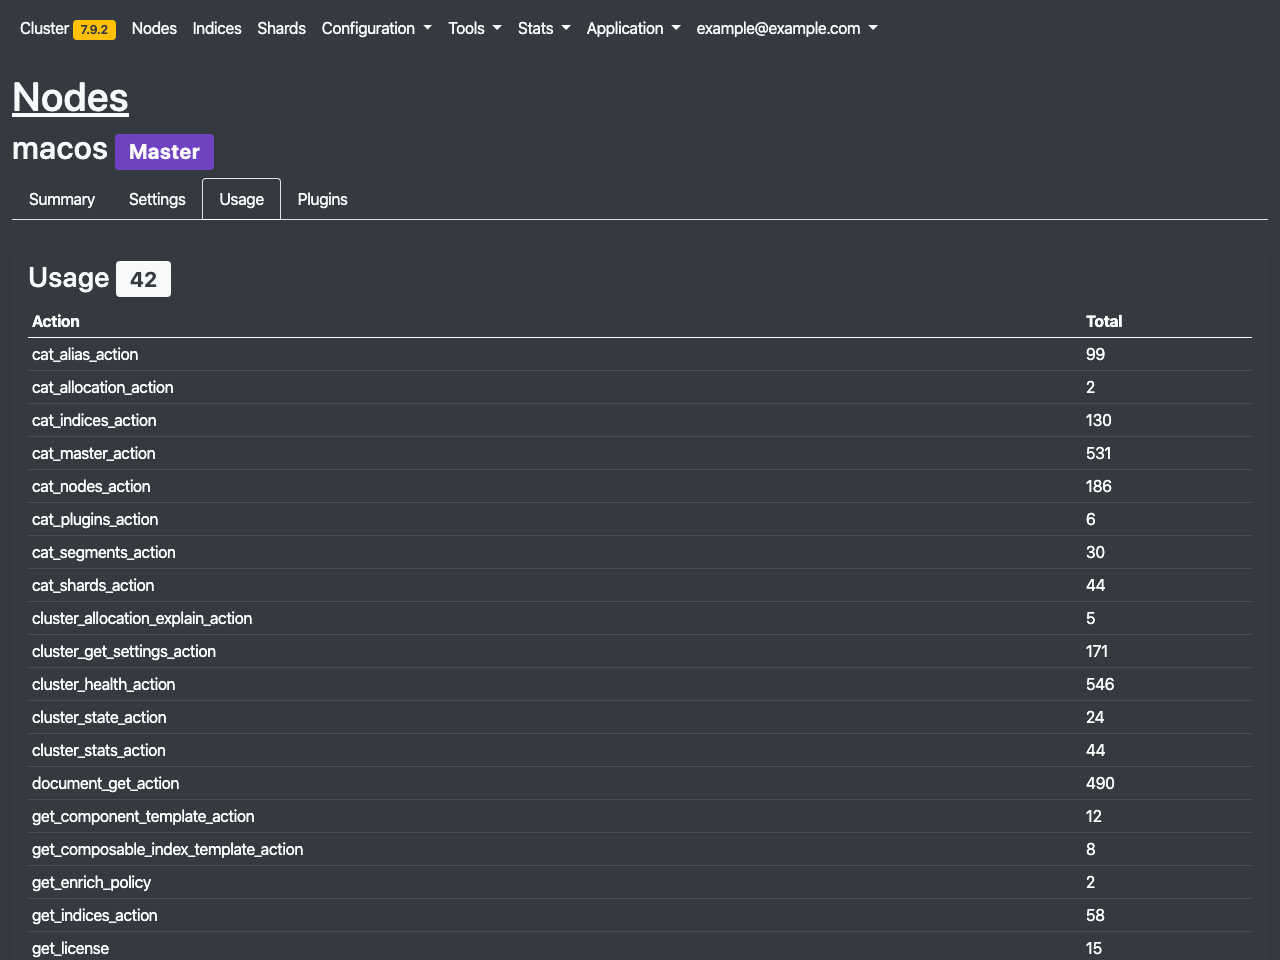 Cluster 7.9.2 Nodes Indices Shards Configuration Tools Stats Application example@example.com
Nodes
macos Master
Summary Settings Usage Plugins
Usage 42
Action Total
cat_alias_action 99
cat_allocation_action 2
cat_indices_action 130
cat_master_action 531
cat_nodes_action 186
cat_plugins_action 6
cat_segments_action 30
cat_shards_action 44
cluster_allocation_explain_action 5
cluster_get_settings_action 171
cluster_health_action 546
cluster_state_action 24
cluster_stats_action 44
document_get_action 490
get_component_template_action 12
get_composable_index_template_action 8
get_enrich_policy 2
get_indices_action 58
get_license 15